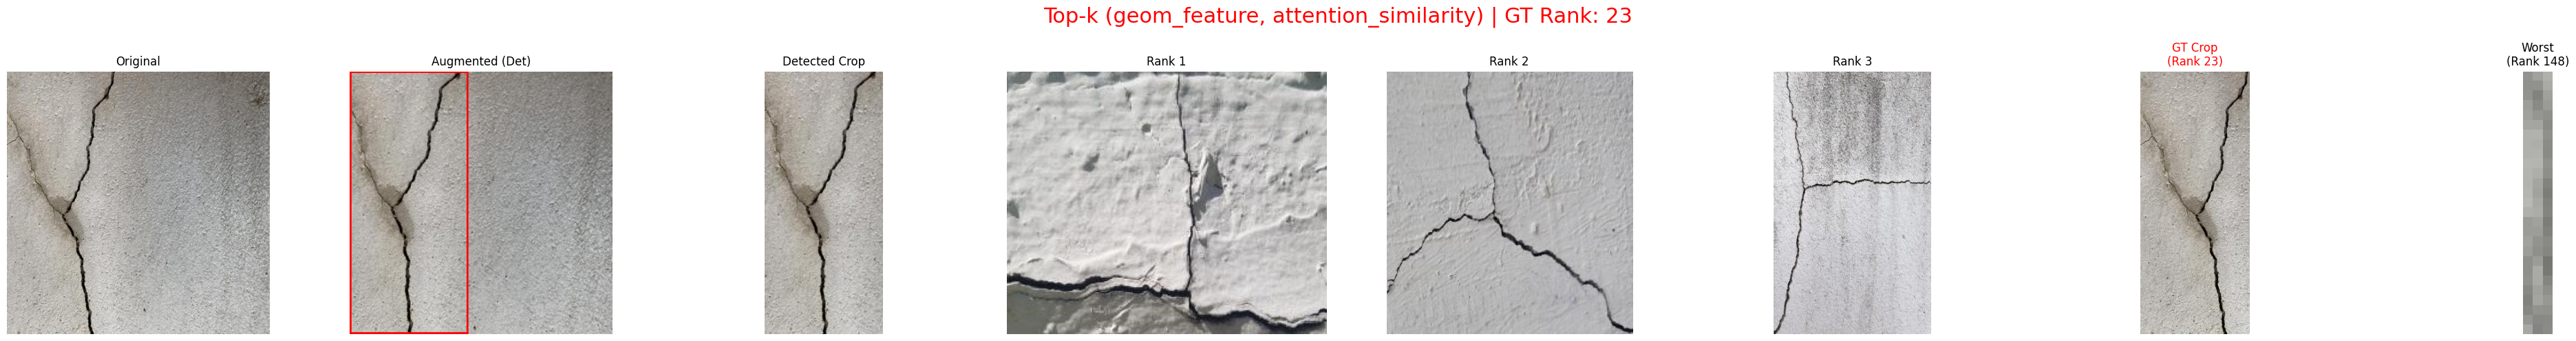 Top-k (geom_feature, attention_similarity) | GT Rank: 23
Original
Augmented (Det)
Detected Crop
Rank 1
Rank 2
Rank 3
GT Crop
(Rank 23)
Worst
(Rank 148)